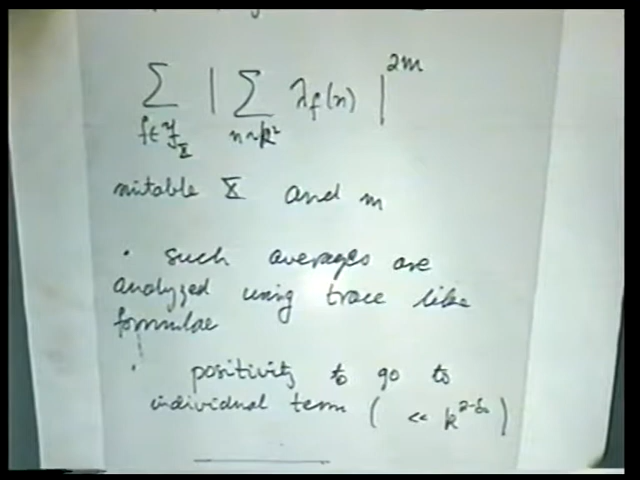 ∑_{f ∈ 𝓕_X} | ∑_{n~k²} λ_f(n) |^{2m}
suitable X and m
· such averages are
analyzed using trace like
formulae
· positivity to go to
individual term ( ≪ k^{2-δ₀} )